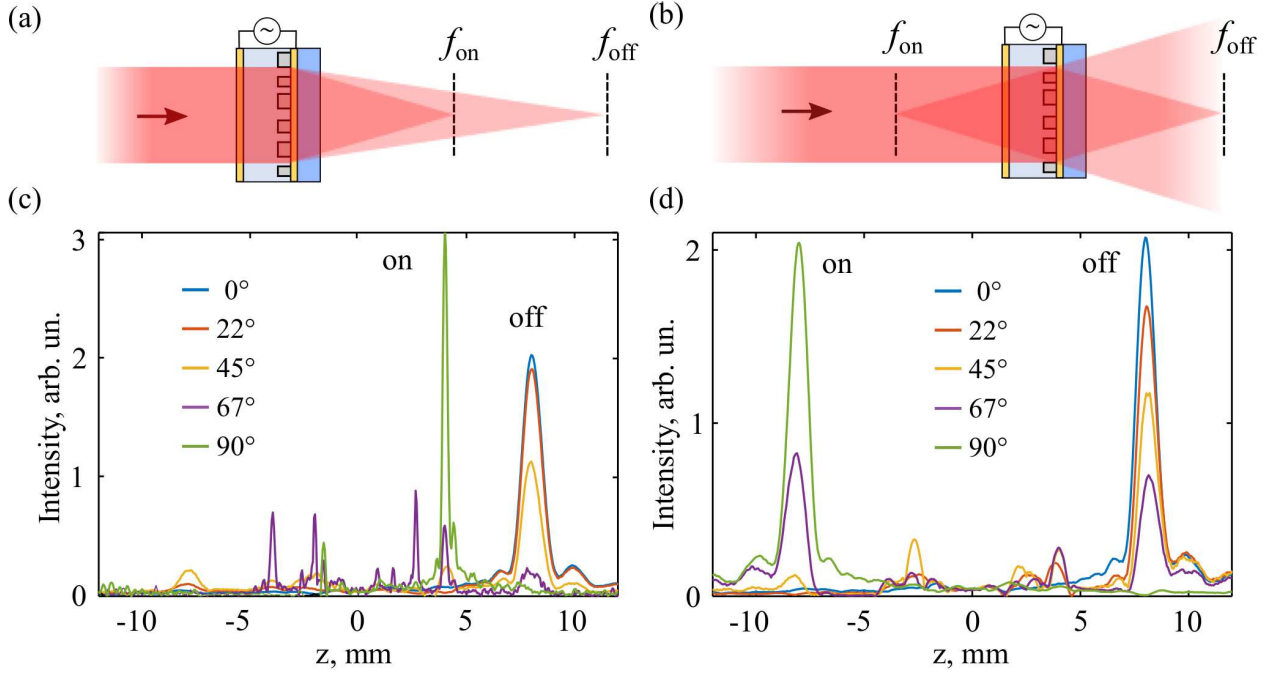 (a)
~
f_on
f_off
(b)
~
f_on
f_off
(c)
3
2
1
0
Intensity, arb. un.
on
off
0°
22°
45°
67°
90°
-10
-5
0
5
10
z, mm
(d)
2
1
0
Intensity, arb. un.
on
off
0°
22°
45°
67°
90°
-10
-5
0
5
10
z, mm